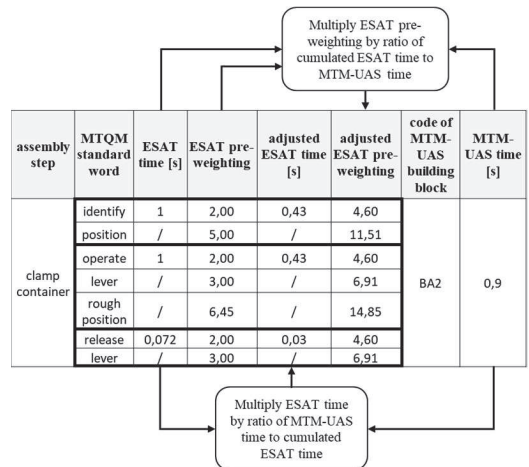 Multiply ESAT pre-
weighting by ratio of
cumulated ESAT time to
MTM-UAS time
assembly step | MTQM standard word | ESAT time [s] | ESAT pre-weighting | adjusted ESAT time [s] | adjusted ESAT pre-weighting | code of MTM-UAS building block | MTM-UAS time [s]
clamp container | identify | 1 | 2,00 | 0,43 | 4,60 | BA2 | 0,9
position | / | 5,00 | / | 11,51
operate | 1 | 2,00 | 0,43 | 4,60
lever | / | 3,00 | / | 6,91
rough position | / | 6,45 | / | 14,85
release | 0,072 | 2,00 | 0,03 | 4,60
lever | / | 3,00 | / | 6,91
Multiply ESAT time
by ratio of MTM-UAS
time to cumulated
ESAT time